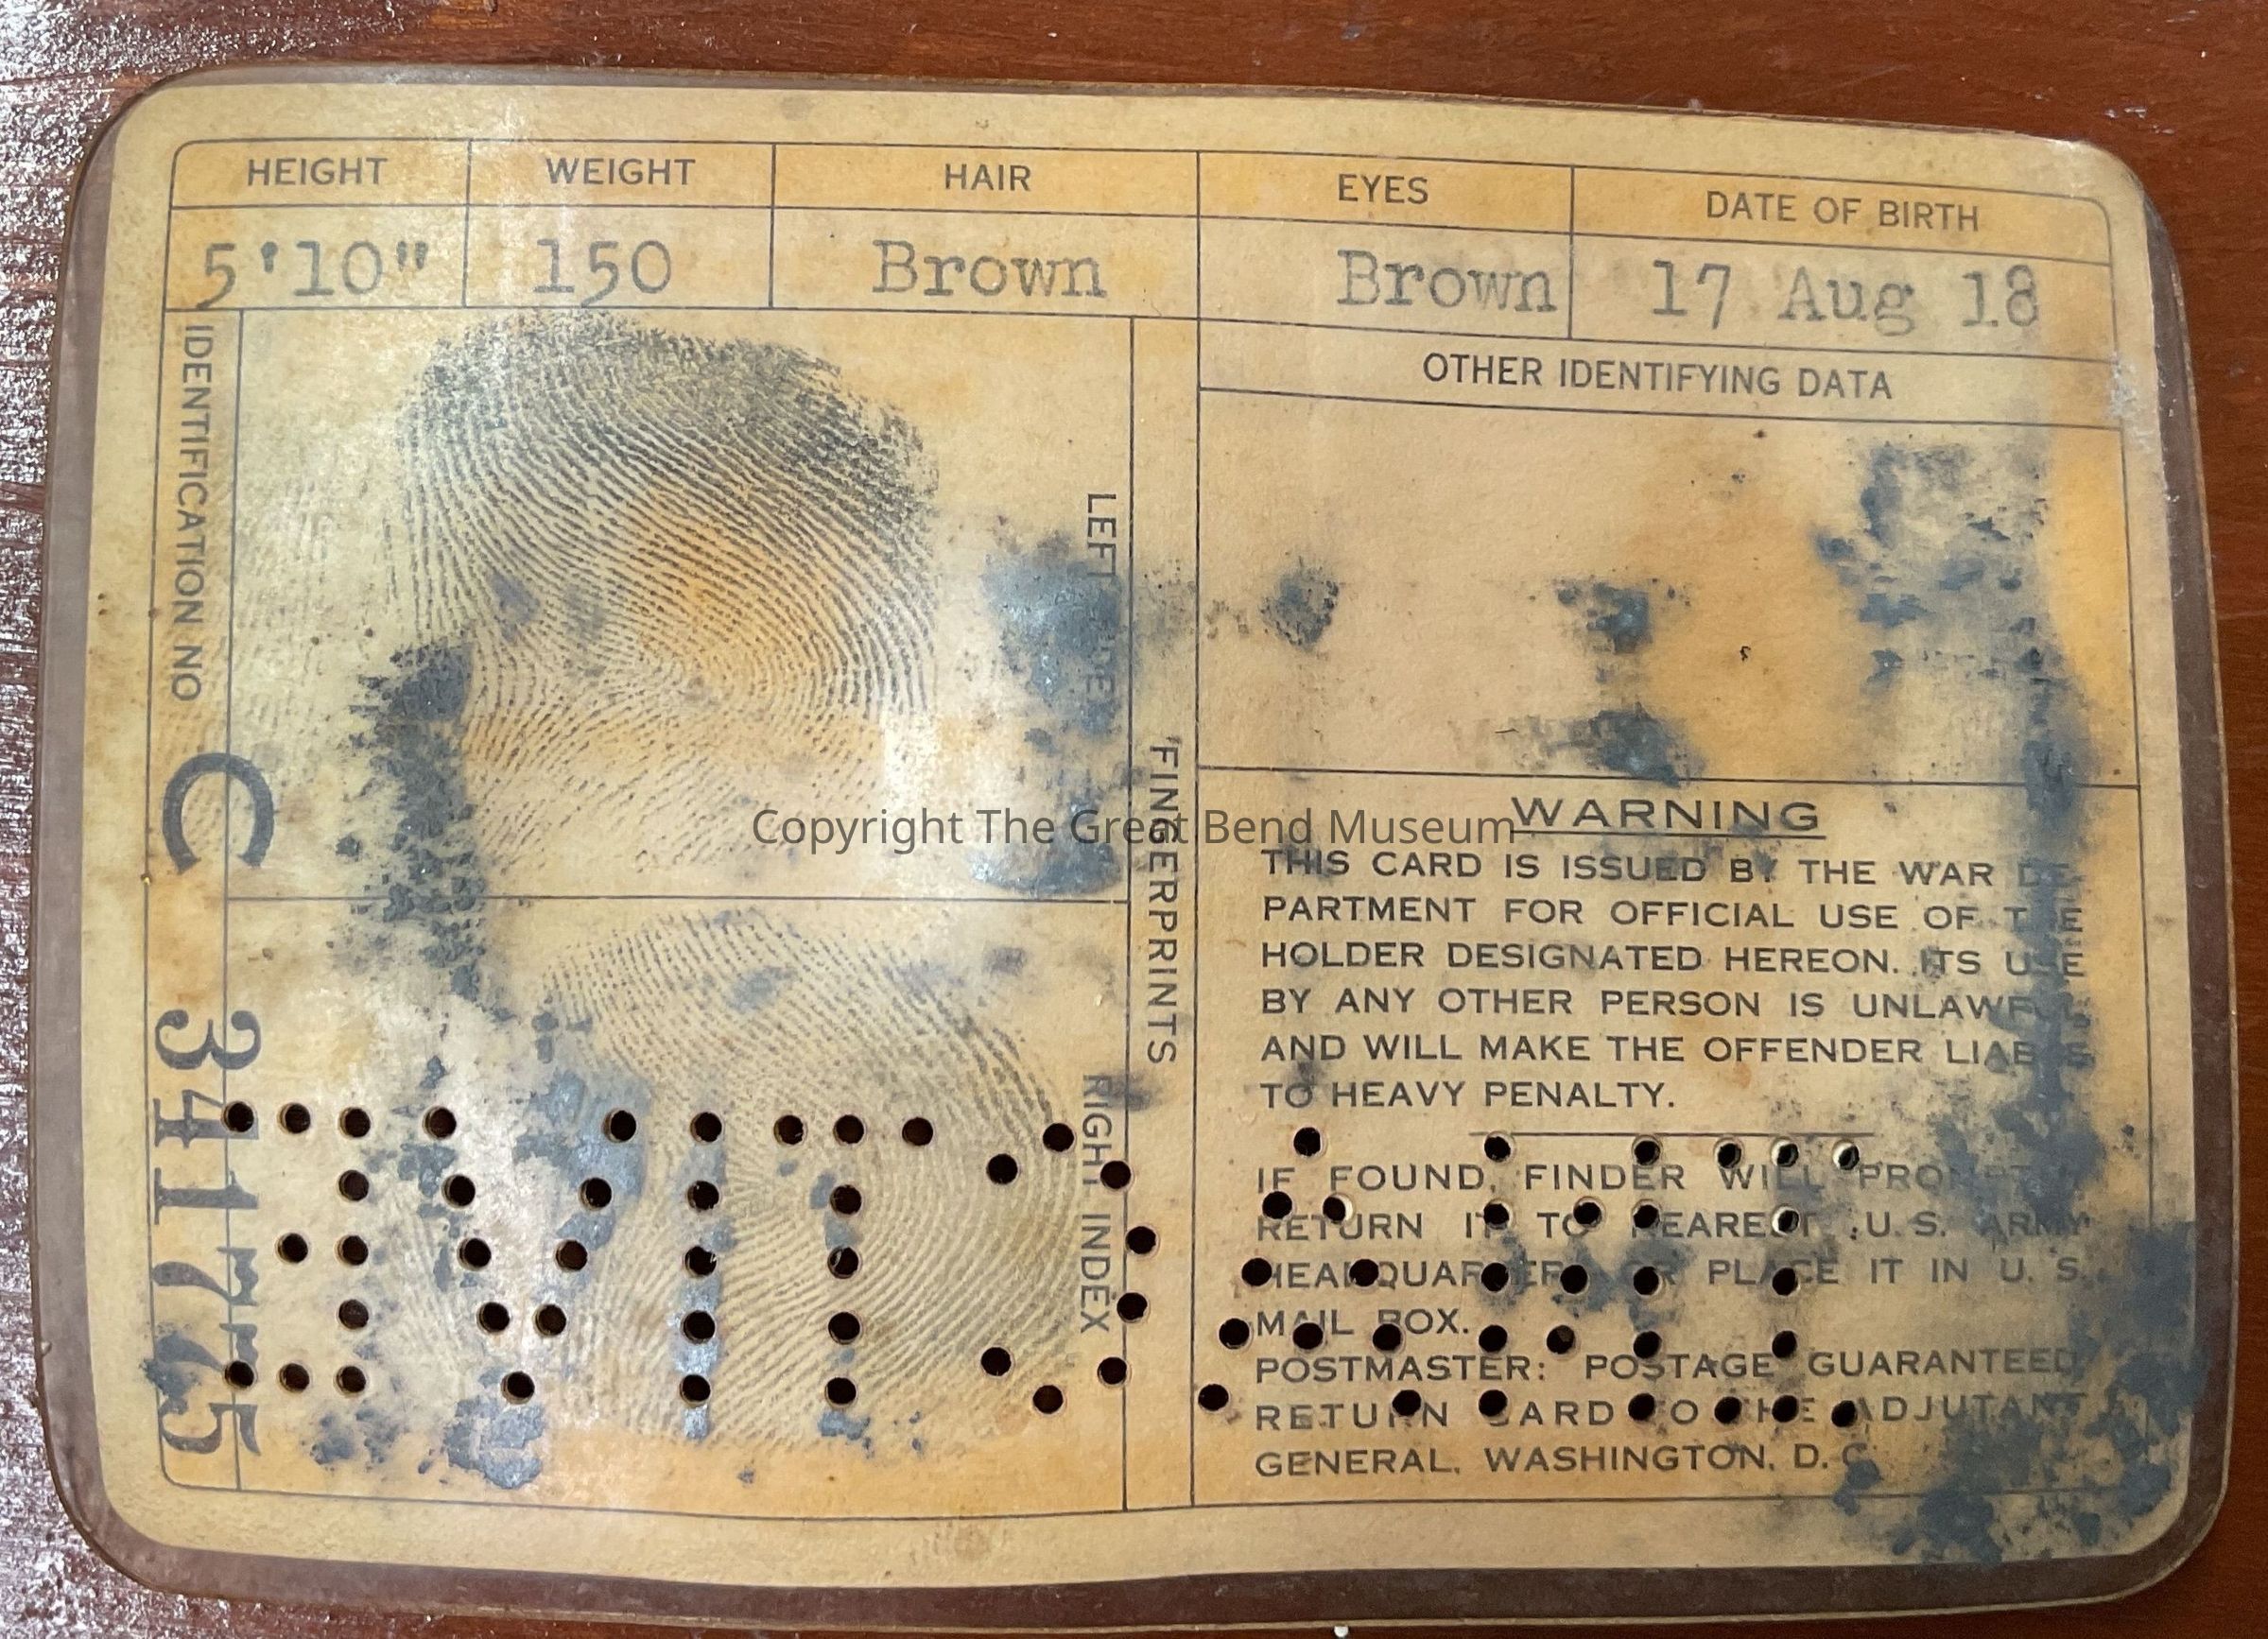 HEIGHT WEIGHT HAIR EYES DATE OF BIRTH
5'10" 150 Brown Brown 17 Aug 18
IDENTIFICATION NO
C 341775
LEFT INDEX
RIGHT INDEX
FINGERPRINTS
OTHER IDENTIFYING DATA
WARNING
THIS CARD IS ISSUED BY THE WAR DE-
PARTMENT FOR OFFICIAL USE OF THE
HOLDER DESIGNATED HEREON. ITS USE
BY ANY OTHER PERSON IS UNLAWFUL
AND WILL MAKE THE OFFENDER LIABLE
TO HEAVY PENALTY.
IF FOUND, FINDER WILL PROMPTLY
RETURN IT TO NEAREST U. S. ARMY
HEADQUARTERS OR PLACE IT IN U. S.
MAIL BOX.
POSTMASTER: POSTAGE GUARANTEED
RETURN CARD TO THE ADJUTANT
GENERAL, WASHINGTON, D. C.
INACTIVE
Copyright The Great Bend Museum